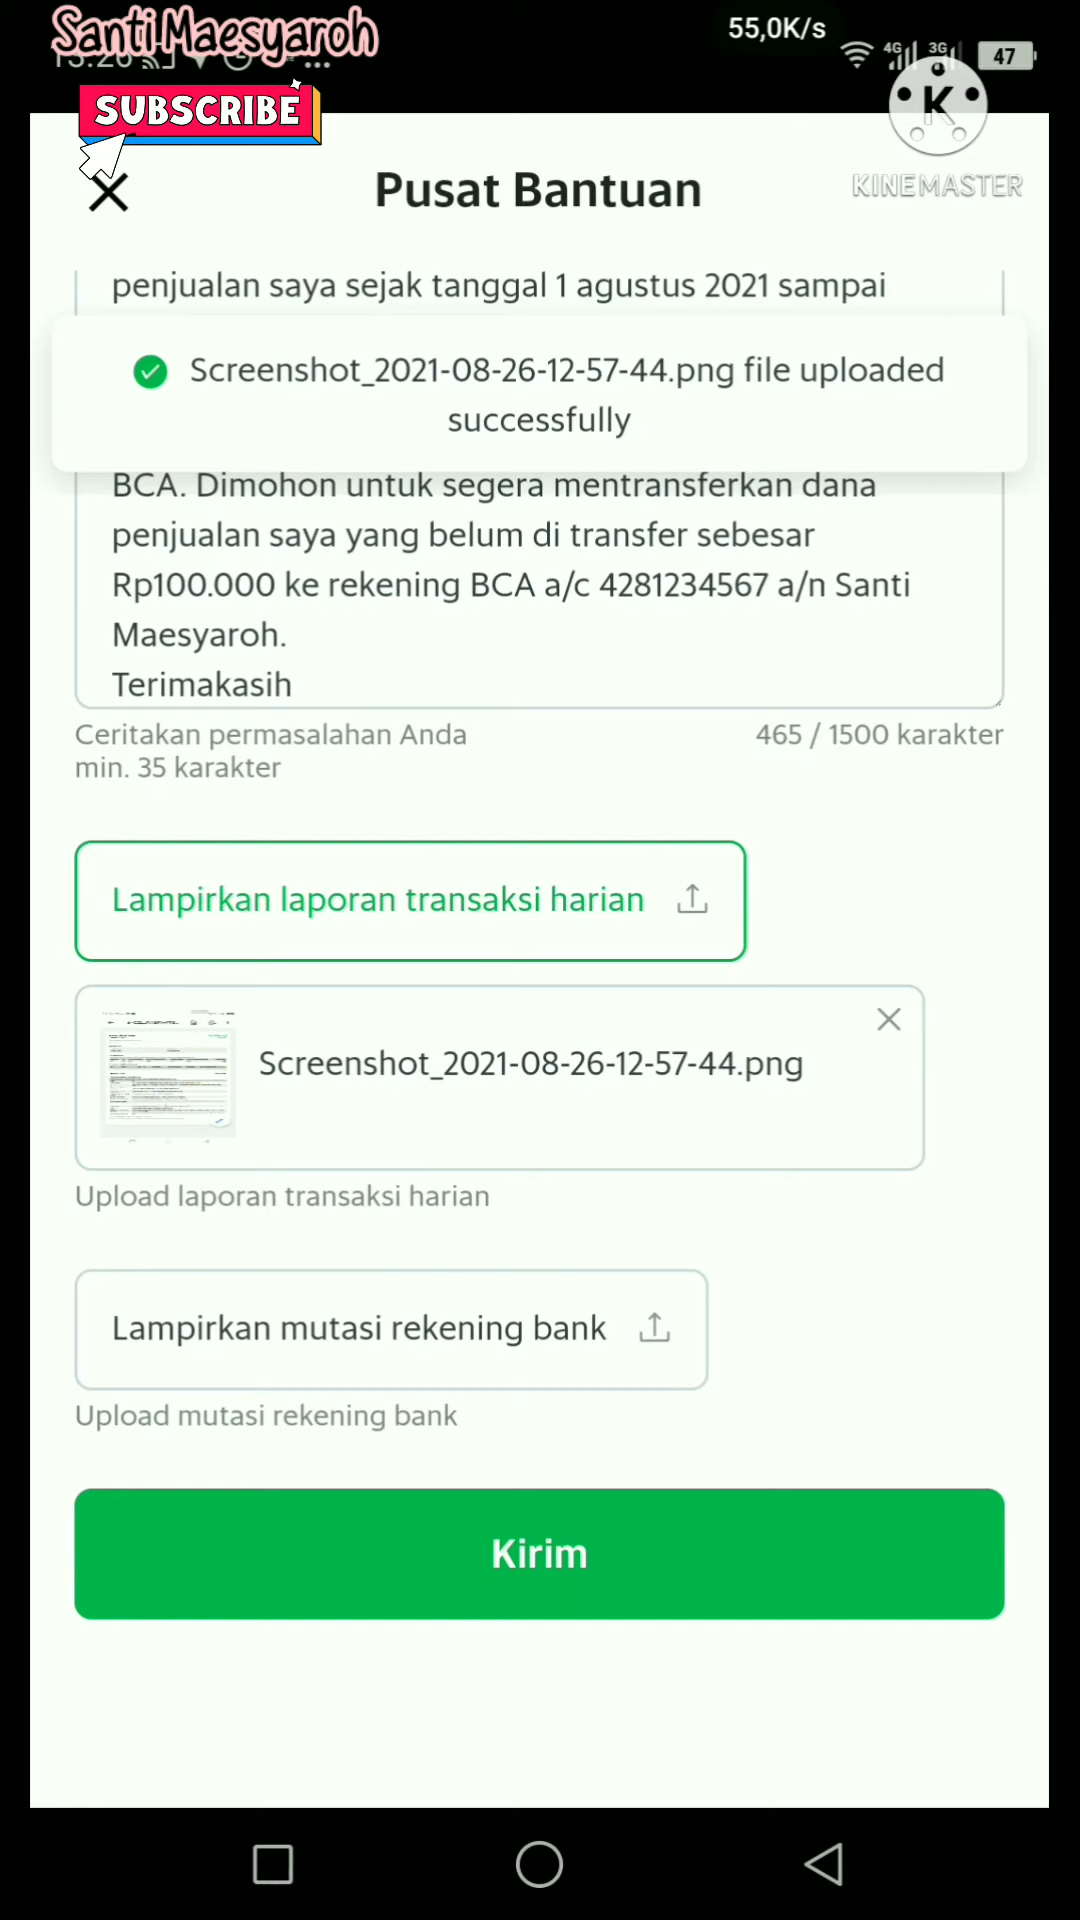 Santi Maesyaroh
55,0K/s
4G
3G
47
SUBSCRIBE
K
KINEMASTER
Pusat Bantuan
penjualan saya sejak tanggal 1 agustus 2021 sampai
Screenshot_2021-08-26-12-57-44.png file uploaded
successfully
BCA. Dimohon untuk segera mentransferkan dana
penjualan saya yang belum di transfer sebesar
Rp100.000 ke rekening BCA a/c 4281234567 a/n Santi
Maesyaroh.
Terimakasih
Ceritakan permasalahan Anda
min. 35 karakter
465 / 1500 karakter
Lampirkan laporan transaksi harian
Screenshot_2021-08-26-12-57-44.png
Upload laporan transaksi harian
Lampirkan mutasi rekening bank
Upload mutasi rekening bank
Kirim